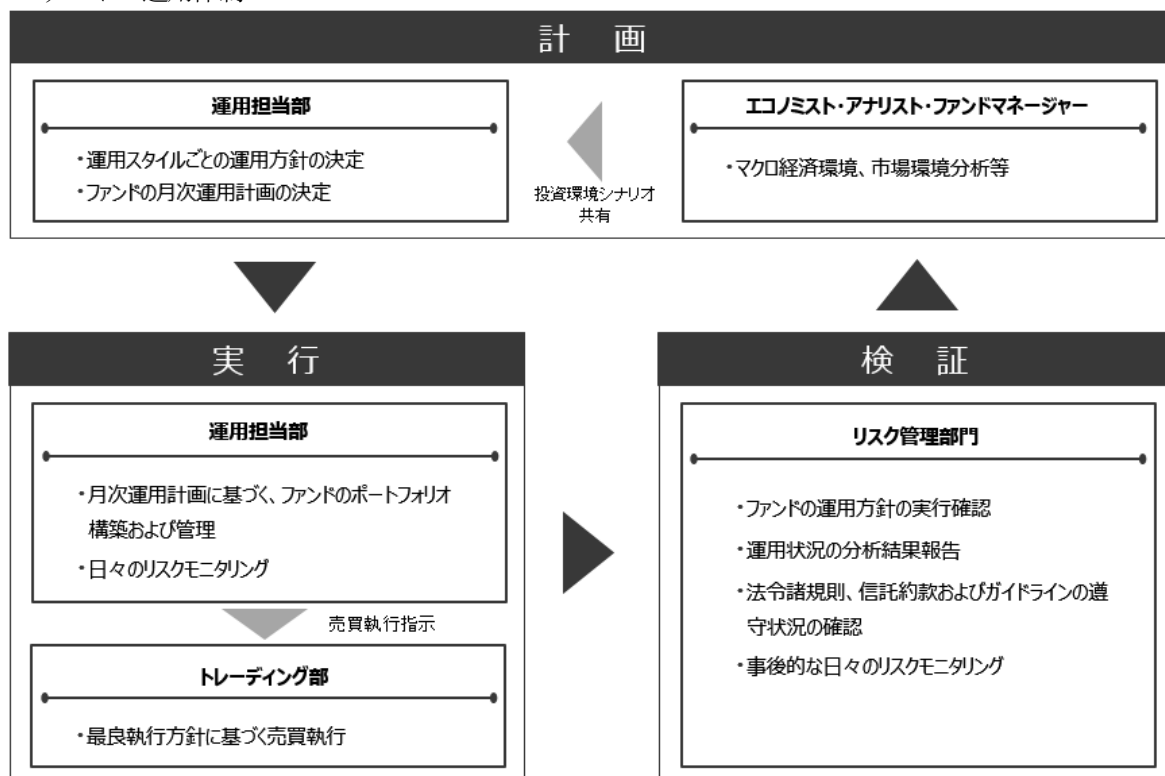 計　画
運用担当部
・運用スタイルごとの運用方針の決定
・ファンドの月次運用計画の決定
投資環境シナリオ
共有
エコノミスト・アナリスト・ファンドマネージャー
・マクロ経済環境、市場環境分析等
実　行
運用担当部
・月次運用計画に基づく、ファンドのポートフォリオ
構築および管理
・日々のリスクモニタリング
売買執行指示
トレーディング部
・最良執行方針に基づく売買執行
検　証
リスク管理部門
・ファンドの運用方針の実行確認
・運用状況の分析結果報告
・法令諸規則、信託約款およびガイドラインの遵
守状況の確認
・事後的な日々のリスクモニタリング